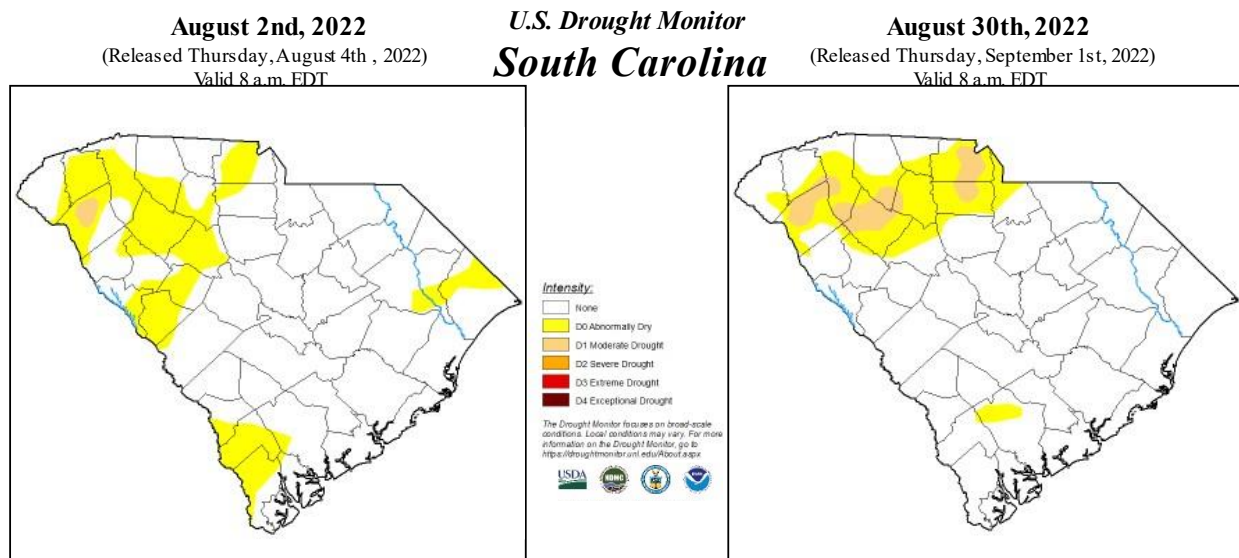 August 2nd, 2022
(Released Thursday, August 4th , 2022)
Valid 8 a.m. EDT
U.S. Drought Monitor
South Carolina
August 30th, 2022
(Released Thursday, September 1st, 2022)
Valid 8 a.m. EDT
Intensity:
None
D0 Abnormally Dry
D1 Moderate Drought
D2 Severe Drought
D3 Extreme Drought
D4 Exceptional Drought
The Drought Monitor focuses on broad-scale
conditions. Local conditions may vary. For more
information on the Drought Monitor, go to
https://droughtmonitor.unl.edu/About.aspx
USDA
NDMC